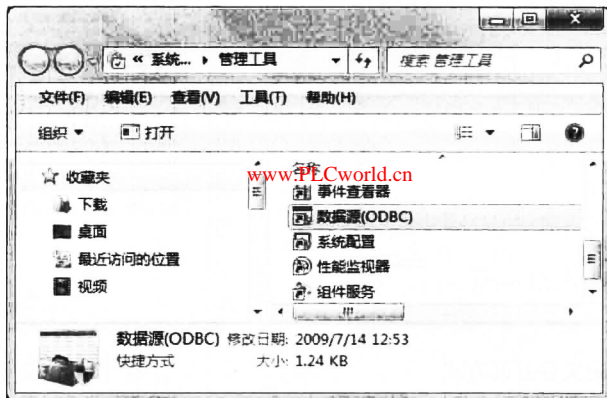 « 系统... ▸ 管理工具
搜索 管理工具
文件(F) 编辑(E) 查看(V) 工具(T) 帮助(H)
组织 打开
收藏夹
下载
桌面
最近访问的位置
视频
名称
www.PLCworld.cn
事件查看器
数据源(ODBC)
系统配置
性能监视器
组件服务
数据源(ODBC) 修改日期: 2009/7/14 12:53
快捷方式 大小: 1.24 KB